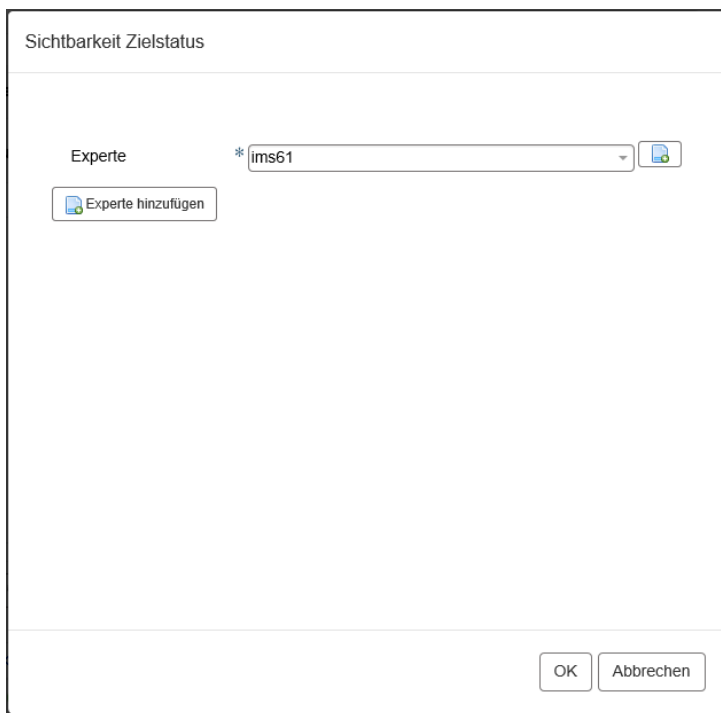 Sichtbarkeit Zielstatus
Experte * ims61
Experte hinzufügen
OK Abbrechen